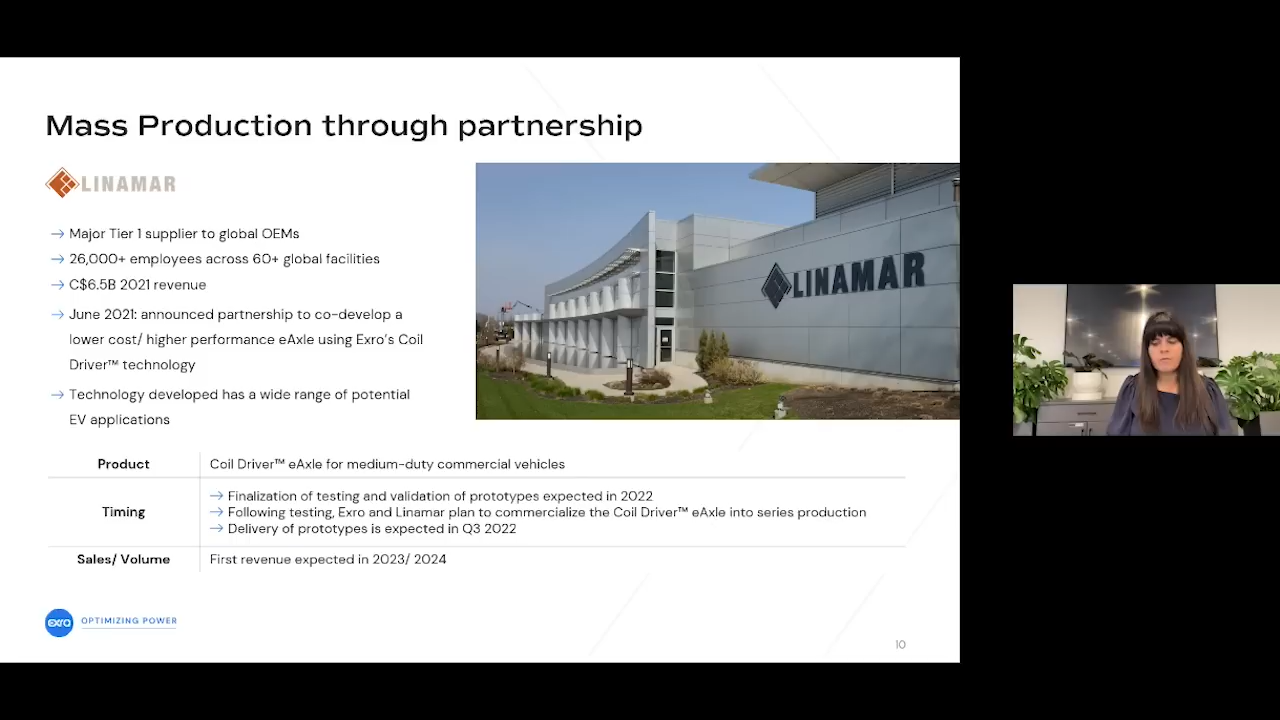 Mass Production through partnership
LINAMAR
→ Major Tier 1 supplier to global OEMs
→ 26,000+ employees across 60+ global facilities
→ C$6.5B 2021 revenue
→ June 2021: announced partnership to co-develop a
lower cost/ higher performance eAxle using Exro's Coil
Driver™ technology
→ Technology developed has a wide range of potential
EV applications
LINAMAR
Product Coil Driver™ eAxle for medium-duty commercial vehicles
Timing
→ Finalization of testing and validation of prototypes expected in 2022
→ Following testing, Exro and Linamar plan to commercialize the Coil Driver™ eAxle into series production
→ Delivery of prototypes is expected in Q3 2022
Sales/ Volume First revenue expected in 2023/ 2024
exro OPTIMIZING POWER
10